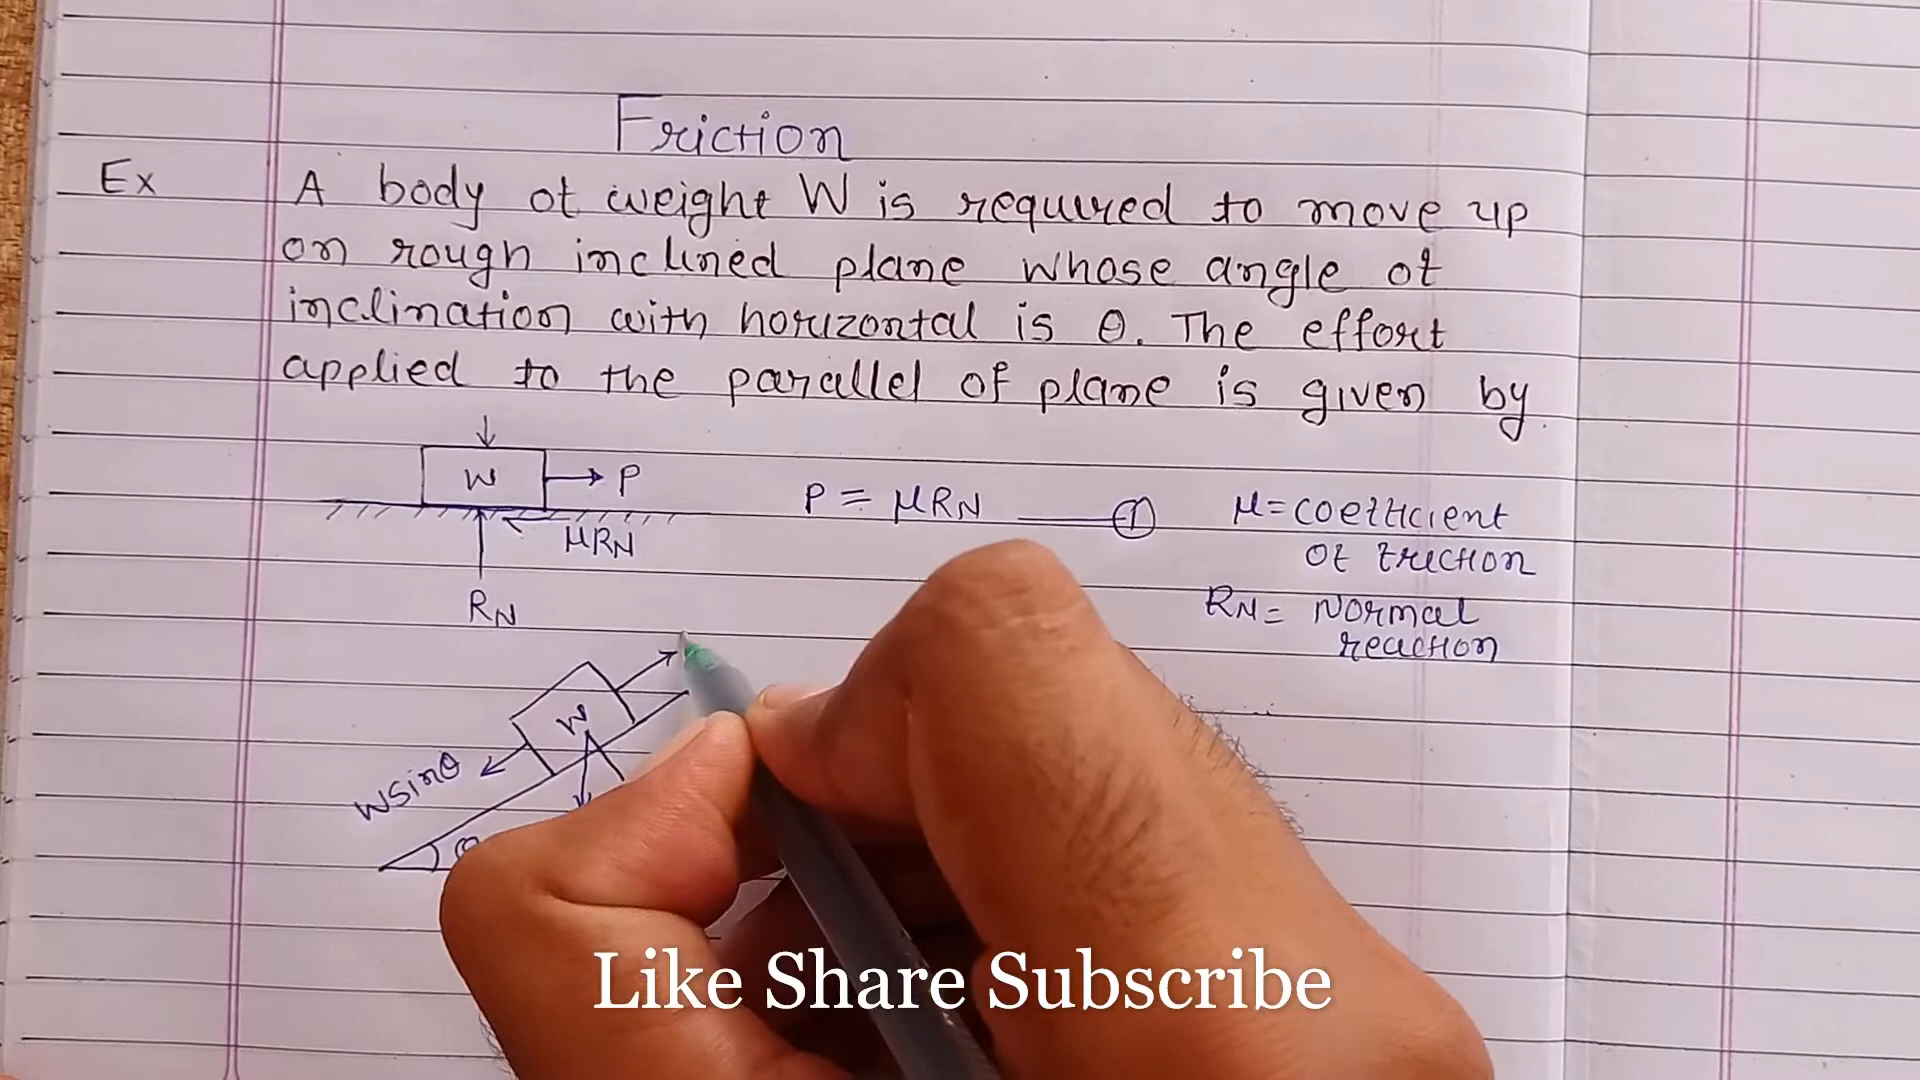 Friction
Ex A body of weight W is required to move up
on rough inclined plane whose angle of
inclination with horizontal is θ. The effort
applied to the parallel of plane is given by
W → P
P = μRN ——— ①
μ = coefficient
of friction
μRN
RN
RN = Normal
reaction
W
WSinθ
θ
Like Share Subscribe